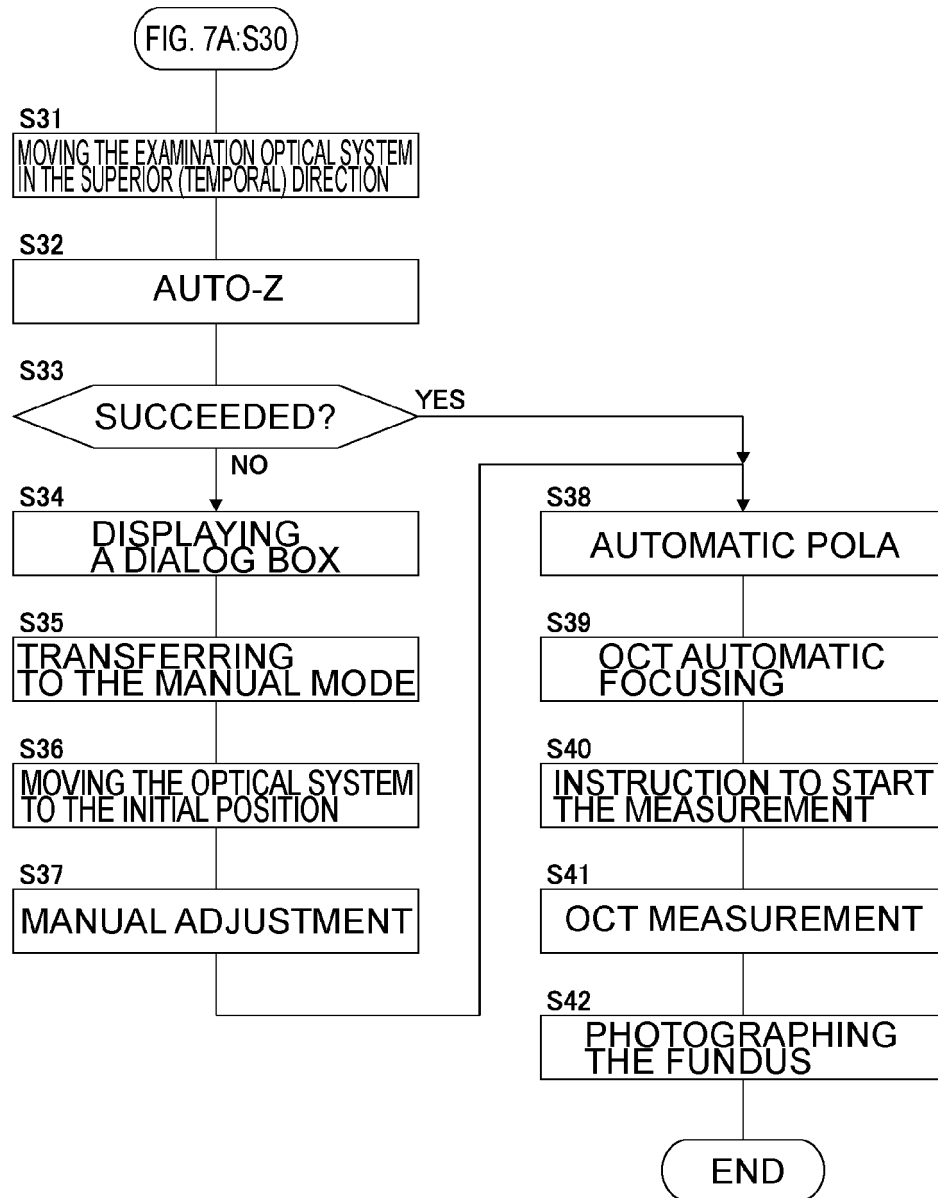 FIG. 7A:S30
S31
MOVING THE EXAMINATION OPTICAL SYSTEM
IN THE SUPERIOR (TEMPORAL) DIRECTION
S32
AUTO-Z
S33
SUCCEEDED?
YES
NO
S34
DISPLAYING
A DIALOG BOX
S35
TRANSFERRING
TO THE MANUAL MODE
S36
MOVING THE OPTICAL SYSTEM
TO THE INITIAL POSITION
S37
MANUAL ADJUSTMENT
S38
AUTOMATIC POLA
S39
OCT AUTOMATIC
FOCUSING
S40
INSTRUCTION TO START
THE MEASUREMENT
S41
OCT MEASUREMENT
S42
PHOTOGRAPHING
THE FUNDUS
END